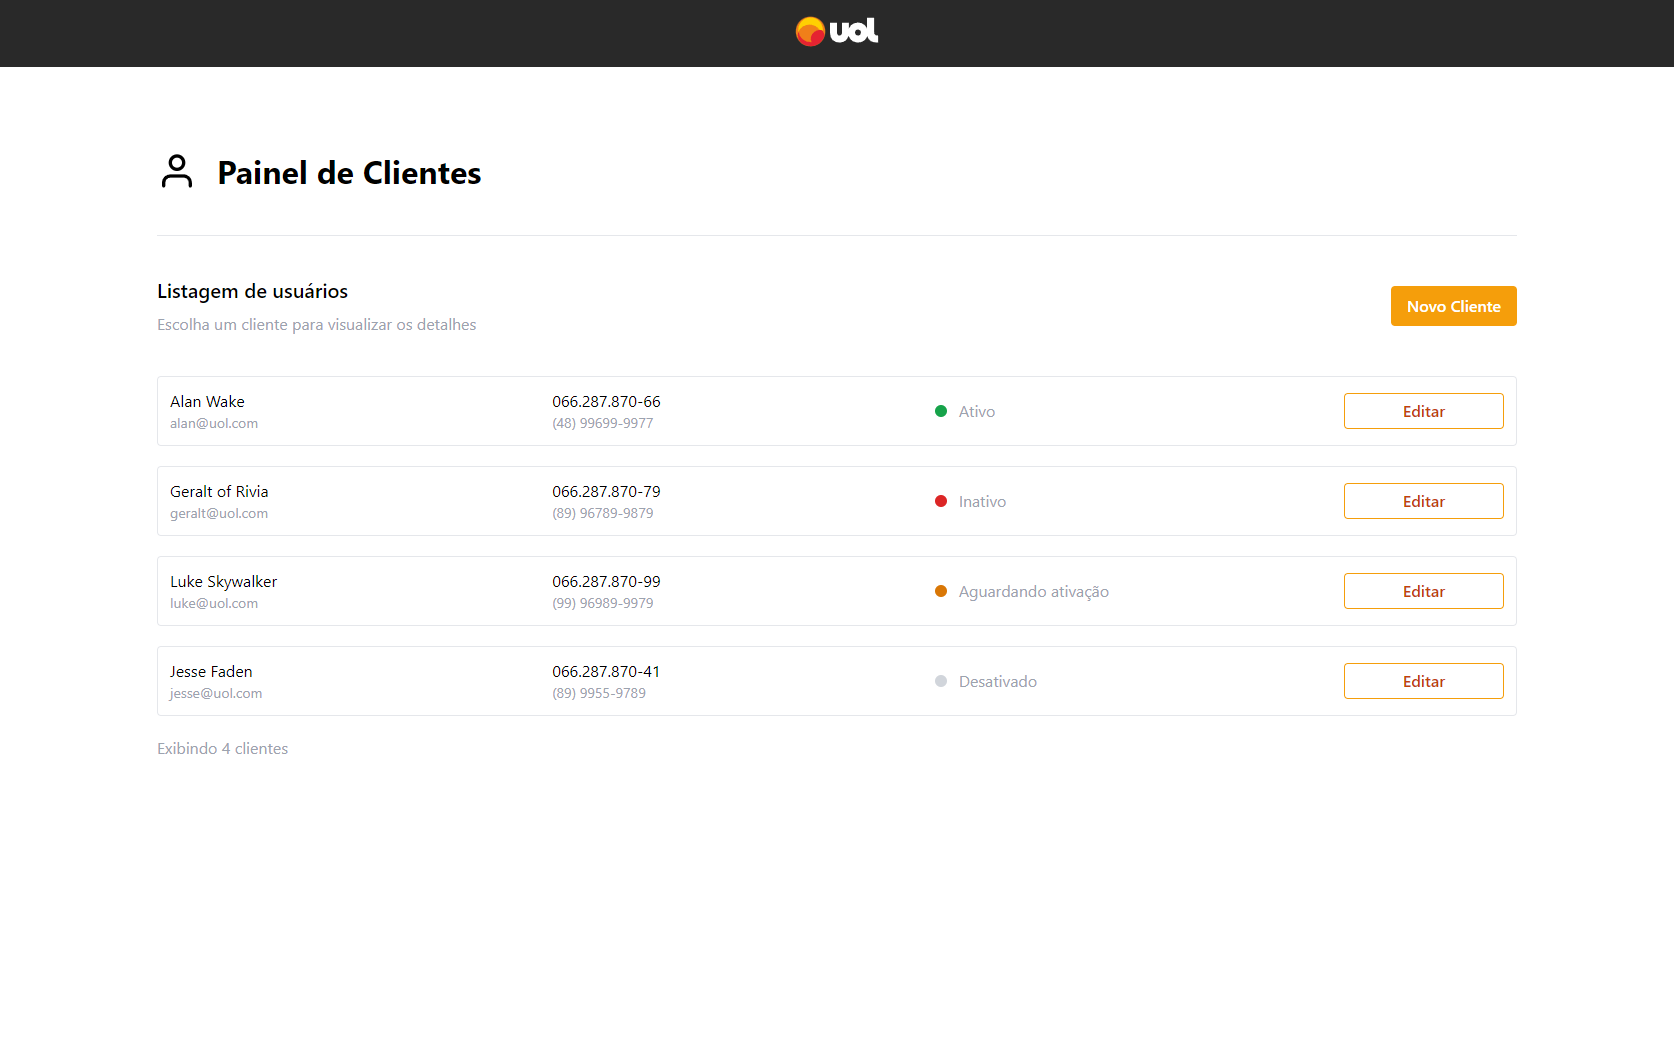 uol
Painel de Clientes
Listagem de usuários
Escolha um cliente para visualizar os detalhes
Novo Cliente
Alan Wake
alan@uol.com
066.287.870-66
(48) 99699-9977
Ativo
Editar
Geralt of Rivia
geralt@uol.com
066.287.870-79
(89) 96789-9879
Inativo
Editar
Luke Skywalker
luke@uol.com
066.287.870-99
(99) 96989-9979
Aguardando ativação
Editar
Jesse Faden
jesse@uol.com
066.287.870-41
(89) 9955-9789
Desativado
Editar
Exibindo 4 clientes